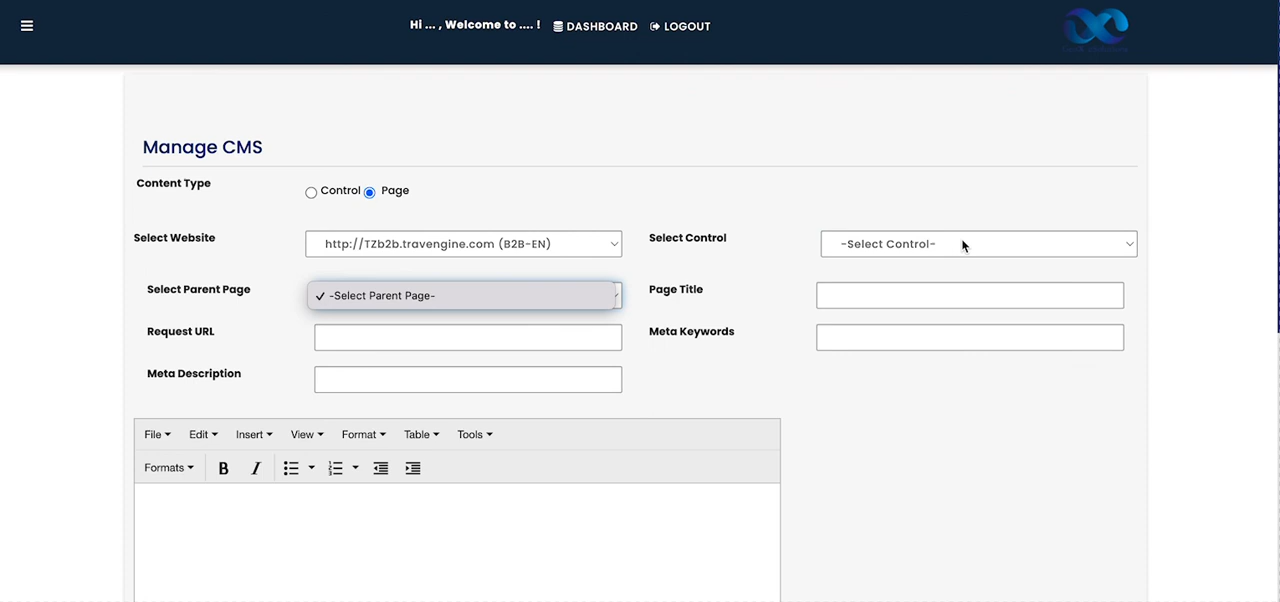 Hi ... , Welcome to .... ! DASHBOARD LOGOUT
Manage CMS
Content Type
Control Page
Select Website http://TZb2b.travengine.com (B2B-EN) Select Control -Select Control-
Select Parent Page -Select Parent Page- Page Title
Request URL Meta Keywords
Meta Description
File Edit Insert View Format Table Tools
Formats B I